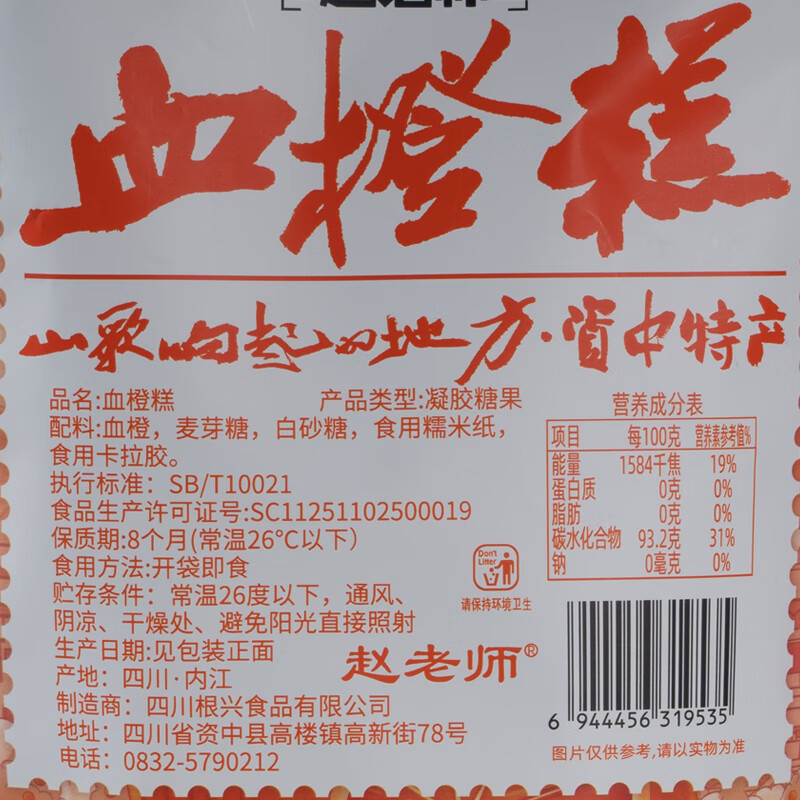 血橙糕
山歌响起的地方·资中特产
品名:血橙糕 产品类型:凝胶糖果
配料:血橙，麦芽糖，白砂糖，食用糯米纸，
食用卡拉胶。
执行标准：SB/T10021
食品生产许可证号:SC11251102500019
保质期:8个月(常温26℃以下)
食用方法:开袋即食
贮存条件：常温26度以下，通风、
阴凉、干燥处、避免阳光直接照射
生产日期:见包装正面
产地：四川·内江
制造商：四川根兴食品有限公司
地址：四川省资中县高楼镇高新街78号
电话：0832-5790212
营养成分表
项目 每100克 营养素参考值%
能量 1584千焦 19%
蛋白质 0克 0%
脂肪 0克 0%
碳水化合物 93.2克 31%
钠 0毫克 0%
Don't
Litter
请保持环境卫生
赵老师®
6 944456 319535
图片仅供参考,请以实物为准